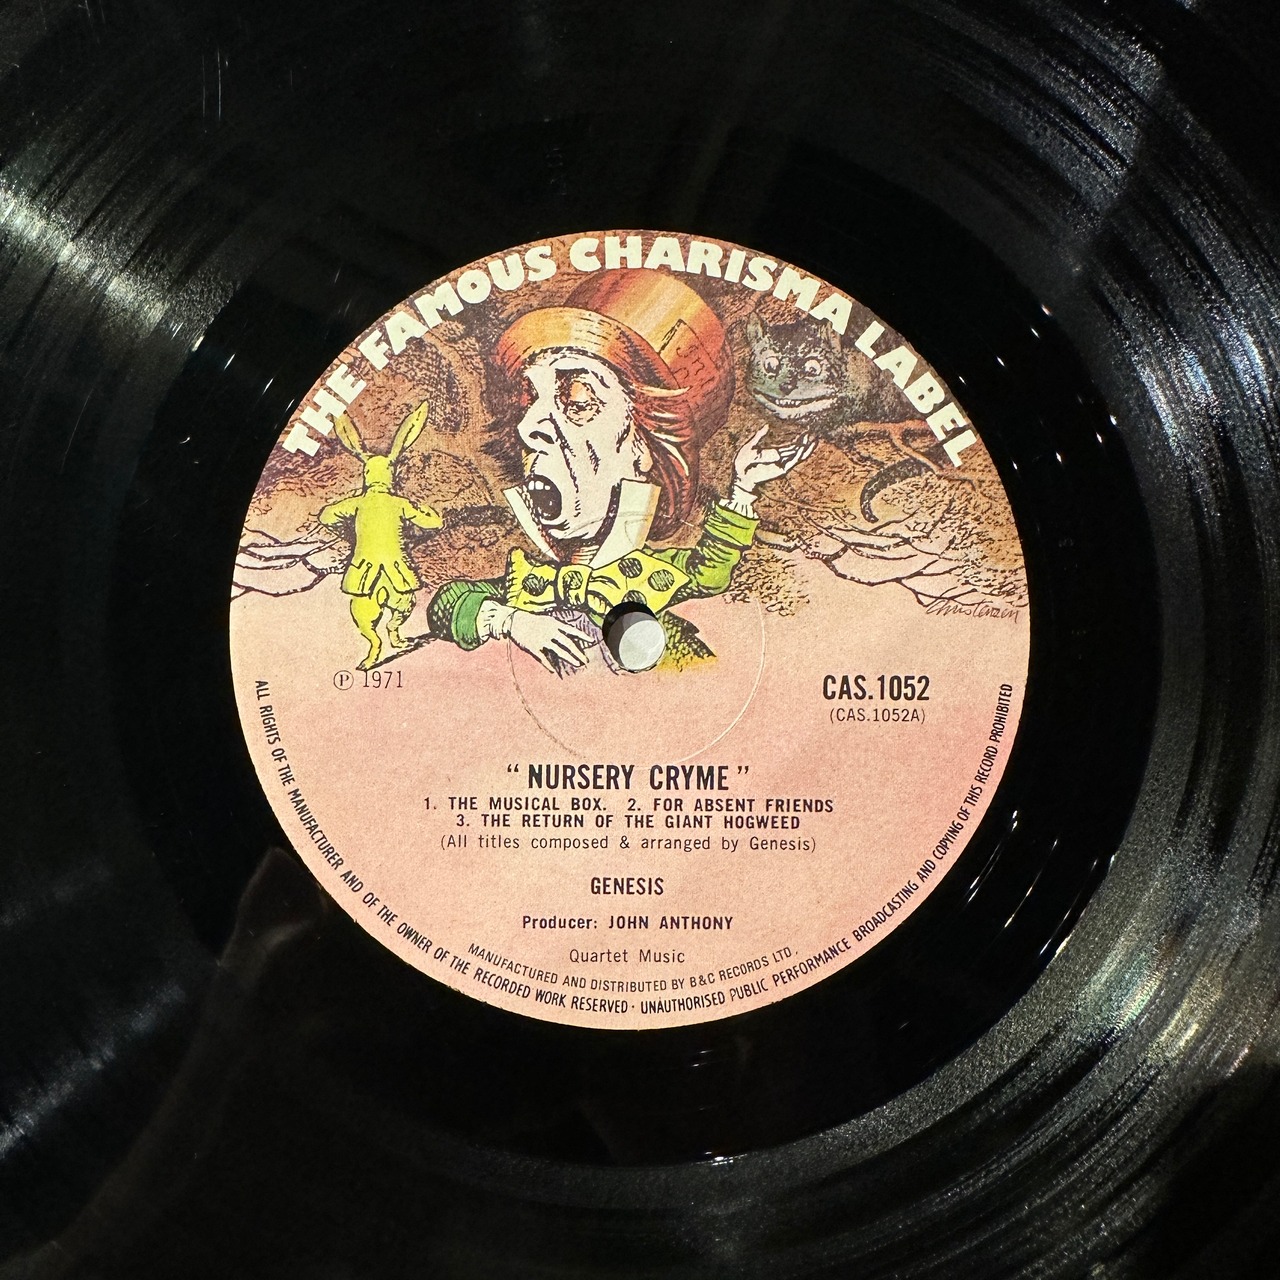 THE FAMOUS CHARISMA LABEL
Christensen
Ⓟ 1971
CAS.1052
(CAS.1052A)
“NURSERY CRYME”
1. THE MUSICAL BOX. 2. FOR ABSENT FRIENDS
3. THE RETURN OF THE GIANT HOGWEED
(All titles composed & arranged by Genesis)
GENESIS
Producer: JOHN ANTHONY
Quartet Music
MANUFACTURED AND DISTRIBUTED BY B&C RECORDS LTD.
ALL RIGHTS OF THE MANUFACTURER AND OF THE OWNER OF THE RECORDED WORK RESERVED · UNAUTHORISED PUBLIC PERFORMANCE BROADCASTING AND COPYING OF THIS RECORD PROHIBITED